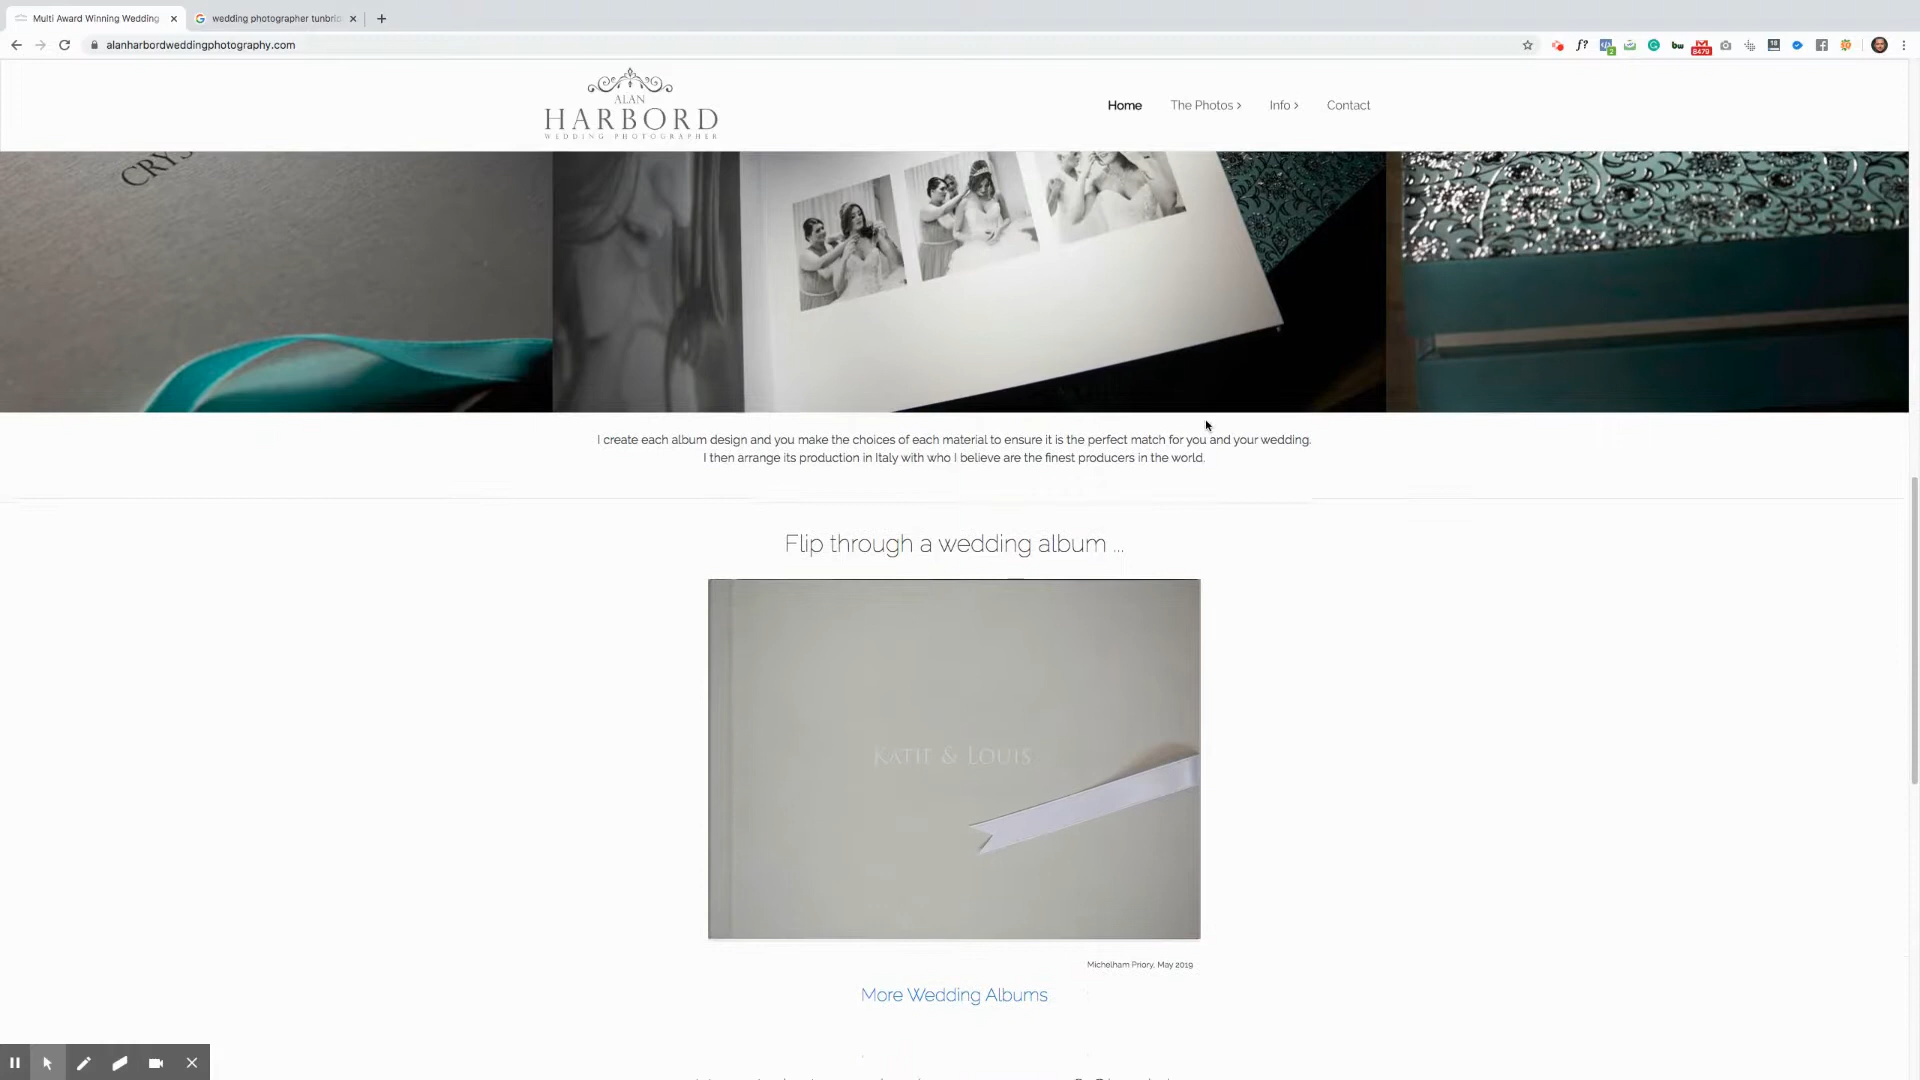 Multi Award Winning Wedding
wedding photographer tunbri
alanharbordweddingphotography.com
8479
ALAN
HARBORD
WEDDING PHOTOGRAPHER
Home
The Photos
Info
Contact
CRYS
I create each album design and you make the choices of each material to ensure it is the perfect match for you and your wedding.
I then arrange its production in Italy with who I believe are the finest producers in the world.
Flip through a wedding album ...
KATIE & LOUIS
Michelham Priory, May 2019
More Wedding Albums